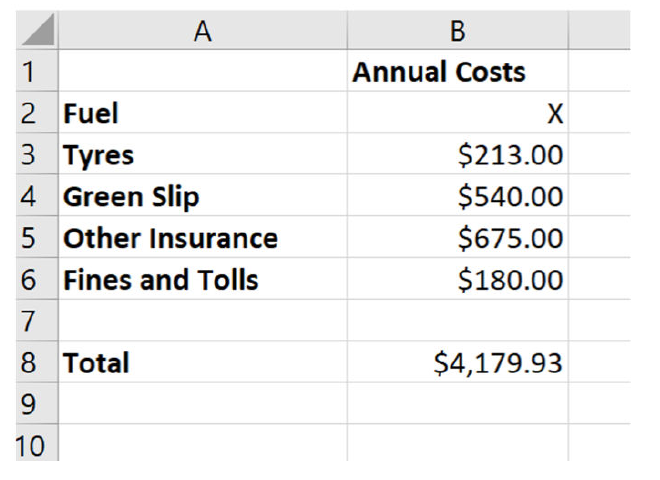 A B
1 Annual Costs
2 Fuel X
3 Tyres $213.00
4 Green Slip $540.00
5 Other Insurance $675.00
6 Fines and Tolls $180.00
7
8 Total $4,179.93
9
10